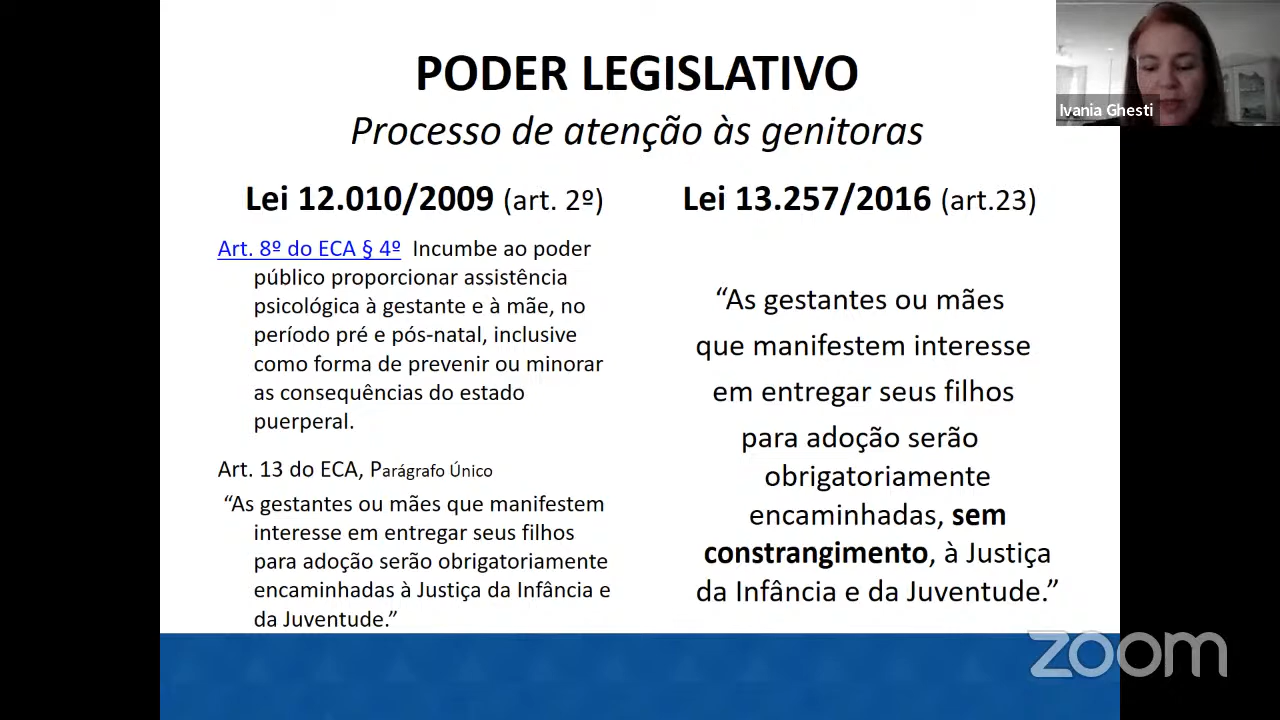 PODER LEGISLATIVO
Processo de atenção às genitoras
Lei 12.010/2009 (art. 2º)
Art. 8º do ECA § 4º Incumbe ao poder
público proporcionar assistência
psicológica à gestante e à mãe, no
período pré e pós-natal, inclusive
como forma de prevenir ou minorar
as consequências do estado
puerperal.
Art. 13 do ECA, Parágrafo Único
“As gestantes ou mães que manifestem
interesse em entregar seus filhos
para adoção serão obrigatoriamente
encaminhadas à Justiça da Infância e
da Juventude.”
Lei 13.257/2016 (art.23)
“As gestantes ou mães
que manifestem interesse
em entregar seus filhos
para adoção serão
obrigatoriamente
encaminhadas, sem
constrangimento, à Justiça
da Infância e da Juventude.”
Ivania Ghesti
zoom